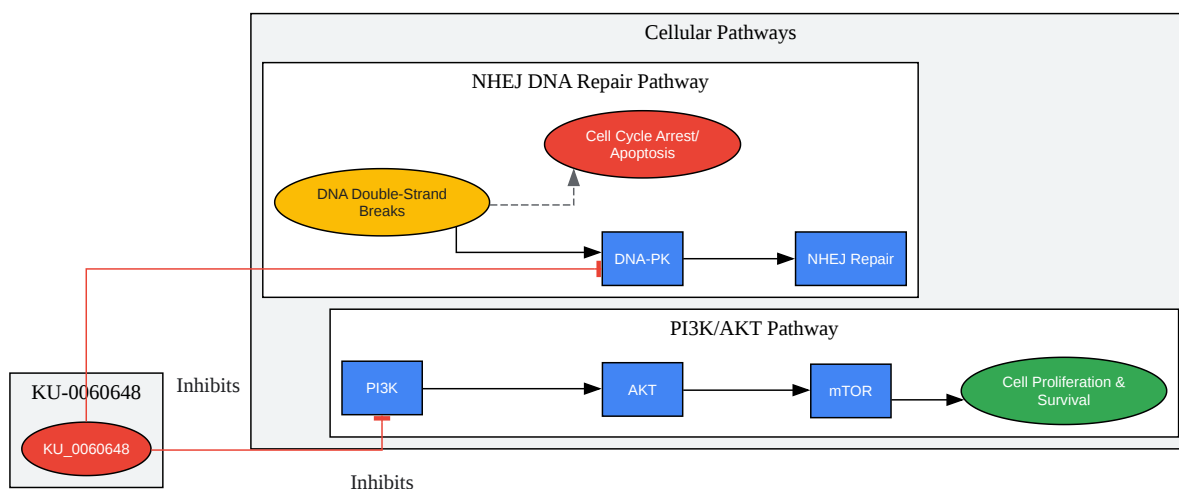 Cellular Pathways
NHEJ DNA Repair Pathway
Cell Cycle Arrest/
Apoptosis
DNA Double-Strand
Breaks
DNA-PK
NHEJ Repair
PI3K/AKT Pathway
PI3K
AKT
mTOR
Cell Proliferation &
Survival
KU-0060648
KU_0060648
Inhibits
Inhibits